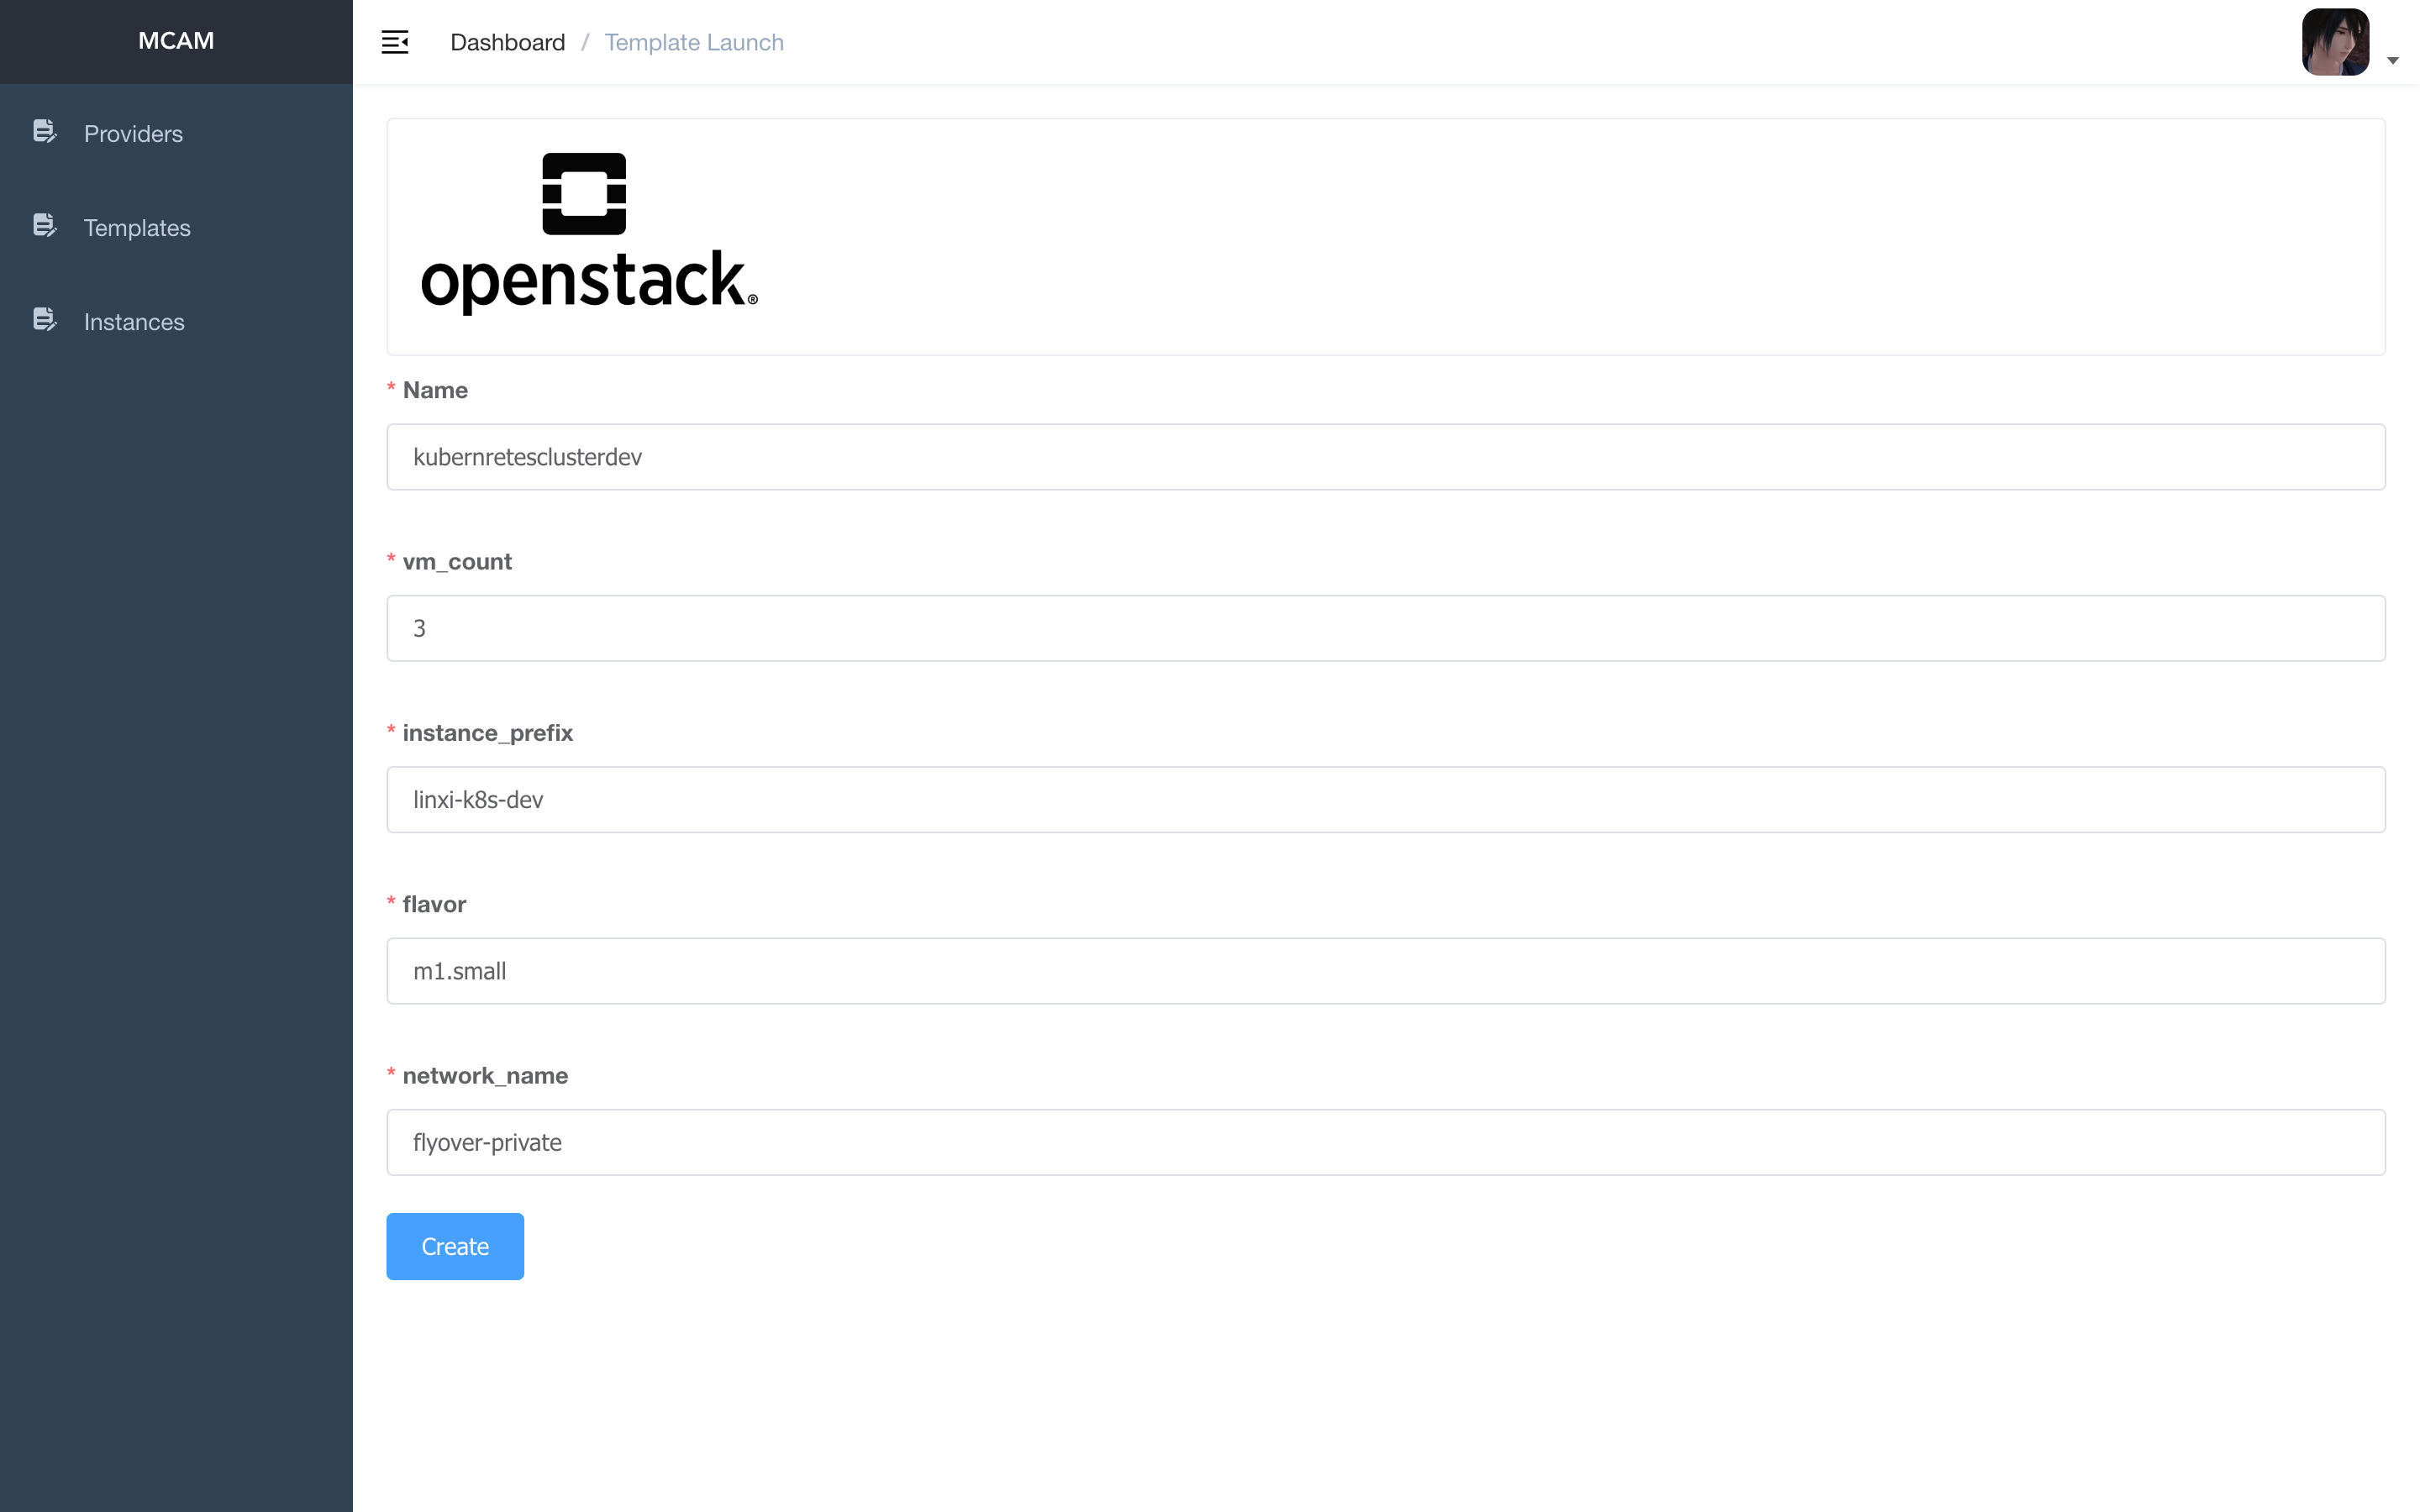 MCAM
Dashboard / Template Launch
Providers
Templates
Instances
openstack.®
* Name
kubernretesclusterdev
* vm_count
3
* instance_prefix
linxi-k8s-dev
* flavor
m1.small
* network_name
flyover-private
Create